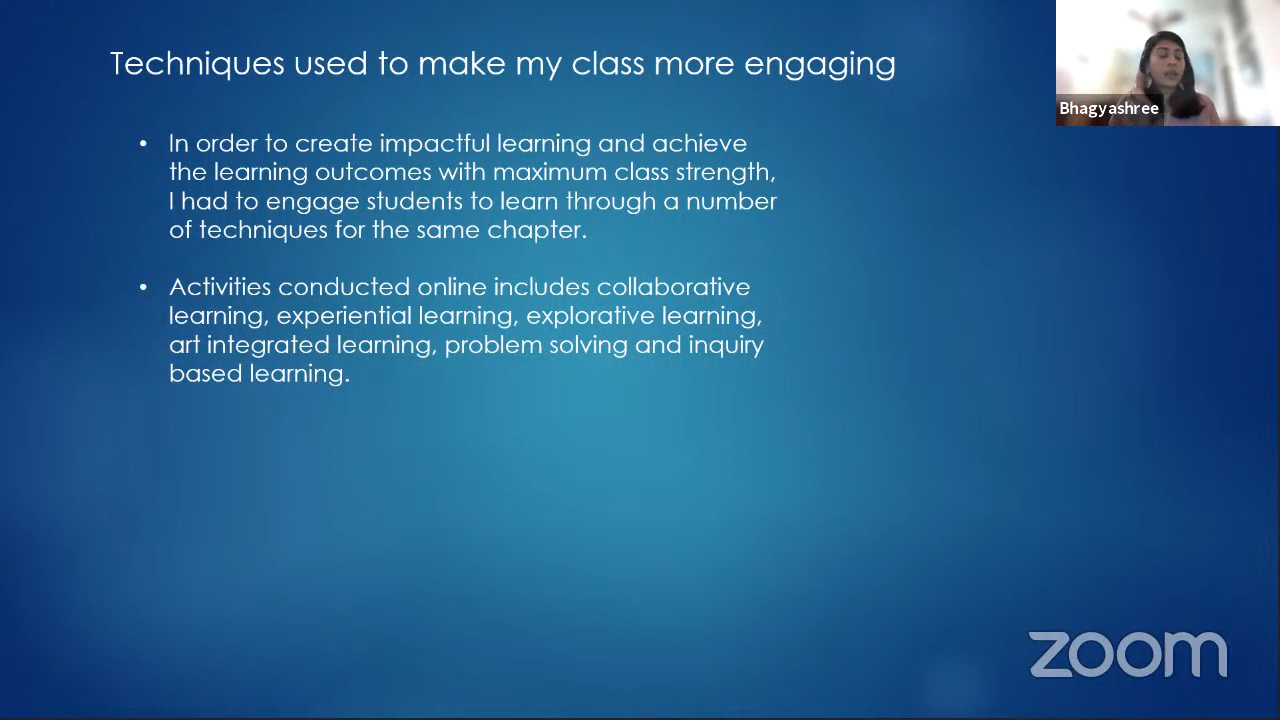 Techniques used to make my class more engaging
Bhagyashree
• In order to create impactful learning and achieve
the learning outcomes with maximum class strength,
I had to engage students to learn through a number
of techniques for the same chapter.
• Activities conducted online includes collaborative
learning, experiential learning, explorative learning,
art integrated learning, problem solving and inquiry
based learning.
zoom